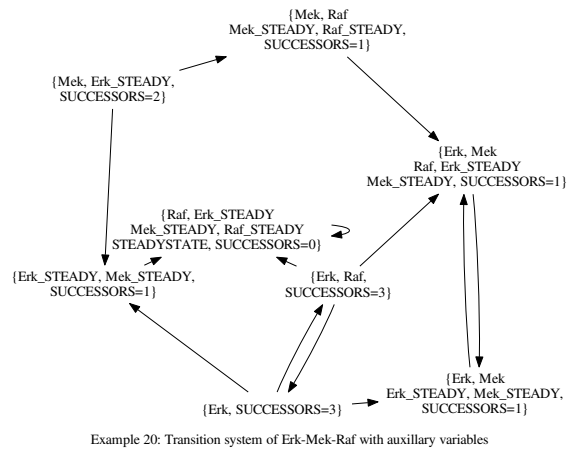 {Mek, Raf
Mek_STEADY, Raf_STEADY,
SUCCESSORS=1}
{Mek, Erk_STEADY,
SUCCESSORS=2}
{Erk, Mek
Raf, Erk_STEADY
Mek_STEADY, SUCCESSORS=1}
{Raf, Erk_STEADY
Mek_STEADY, Raf_STEADY
STEADYSTATE, SUCCESSORS=0}
{Erk_STEADY, Mek_STEADY,
SUCCESSORS=1}
{Erk, Raf,
SUCCESSORS=3}
{Erk, Mek
Erk_STEADY, Mek_STEADY,
SUCCESSORS=1}
{Erk, SUCCESSORS=3}
Example 20: Transition system of Erk-Mek-Raf with auxillary variables